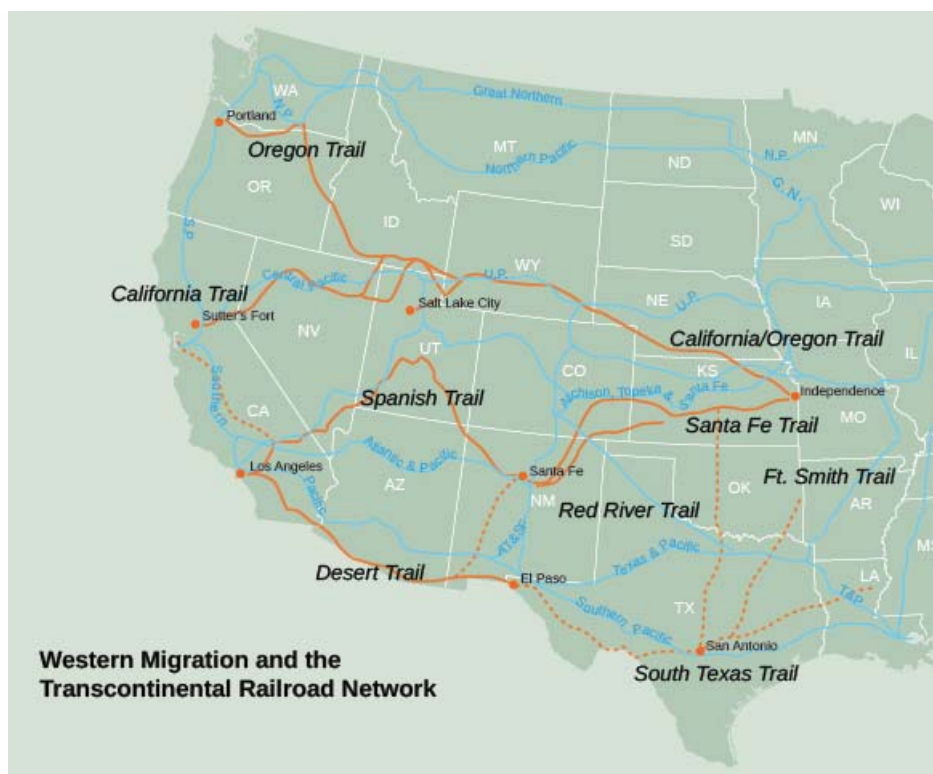 WA
Great Northern
Portland
N.P.
MN
Oregon Trail
MT
Northern Pacific
ND
N.P.
OR
G.N.
WI
ID
S.P
SD
WY
Central Pacific
U.P.
California Trail
Salt Lake City
NE
U.P.
IA
Sutter's Fort
NV
California/Oregon Trail
UT
IL
CO
KS
Southern
Atchison, Topeka &
Santa Fe
Independence
CA
Spanish Trail
MO
Santa Fe Trail
Atlantic & Pacific
Los Angeles
Santa Fe
Ft. Smith Trail
AZ
OK
Pacific
NM
Red River Trail
AR
AT&SF
MS
Texas & Pacific
Desert Trail
El Paso
LA
T&P
TX
Southern Pacific
San Antonio
Western Migration and the
Transcontinental Railroad Network
South Texas Trail